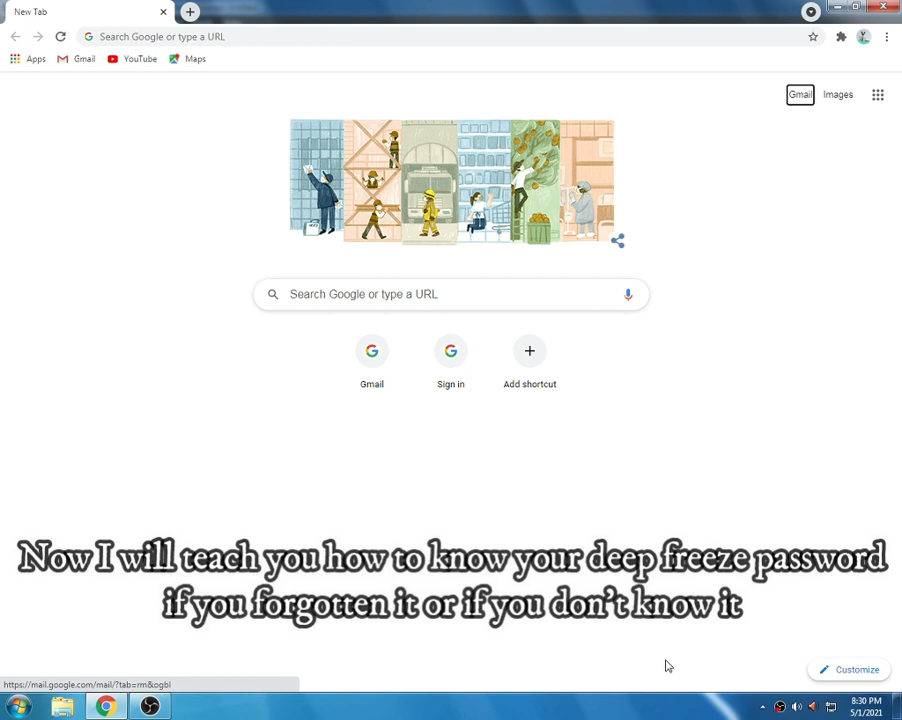 New Tab
Search Google or type a URL
Apps Gmail YouTube Maps
Gmail Images
Search Google or type a URL
Gmail Sign in Add shortcut
Now I will teach you how to know your deep freeze password
if you forgotten it or if you don't know it
Customize
https://mail.google.com/mail/?tab=rm&ogbl
8:30 PM
5/1/2021